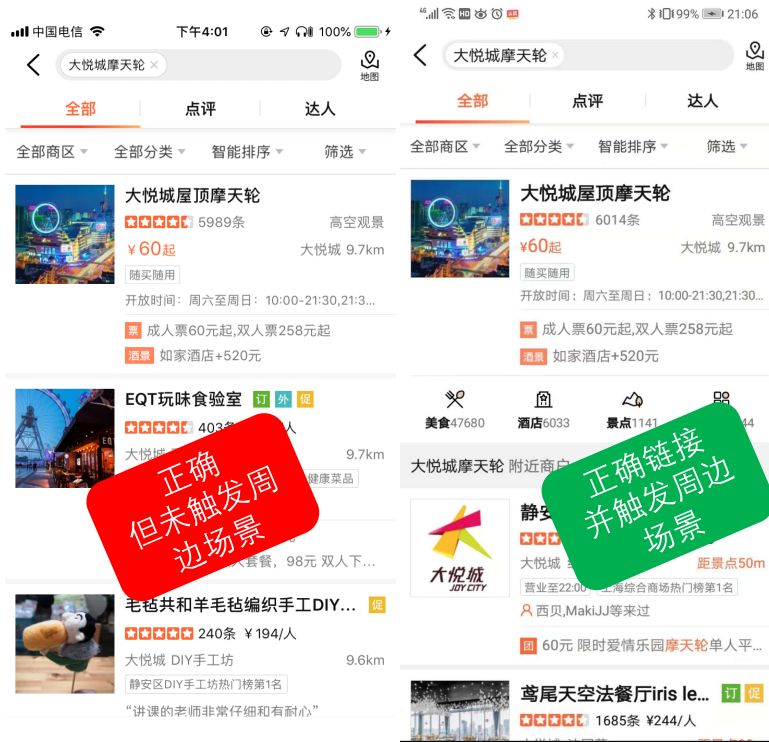 中国电信
下午4:01
100%
大悦城摩天轮 ×
地图
全部
点评
达人
全部商区
全部分类
智能排序
筛选
大悦城屋顶摩天轮
5989条
高空观景
¥60起
大悦城 9.7km
随买随用
开放时间：周六至周日：10:00-21:30,21:3...
票 成人票60元起,双人票258元起
酒景 如家酒店+520元
EQT玩味食验室 订 外 促
大悦城
9.7km
健康菜品
套餐，98元 双人下...
正确
但未触发周
边场景
毛毡共和羊毛毡编织手工DIY... 促
240条 ¥194/人
大悦城 DIY手工坊
9.6km
静安区DIY手工坊热门榜第1名
“讲课的老师非常仔细和有耐心”
HD
99%
21:06
大悦城摩天轮 ×
地图
全部
点评
达人
全部商区
全部分类
智能排序
筛选
大悦城屋顶摩天轮
6014条
高空观景
¥60起
大悦城 9.7km
随买随用
开放时间：周六至周日：10:00-21:30,21:30...
票 成人票60元起,双人票258元起
酒景 如家酒店+520元
美食47680
酒店6033
景点1141
44
大悦城摩天轮 附近商户
正确链接
并触发周边
场景
大悦城
JOY CITY
静安
大悦城
距景点50m
营业至22:00
上海综合商场热门榜第1名
西贝,MakiJJ等来过
团 60元 限时爱情乐园摩天轮单人平...
鸢尾天空法餐厅iris le... 订 促
1685条 ¥244/人